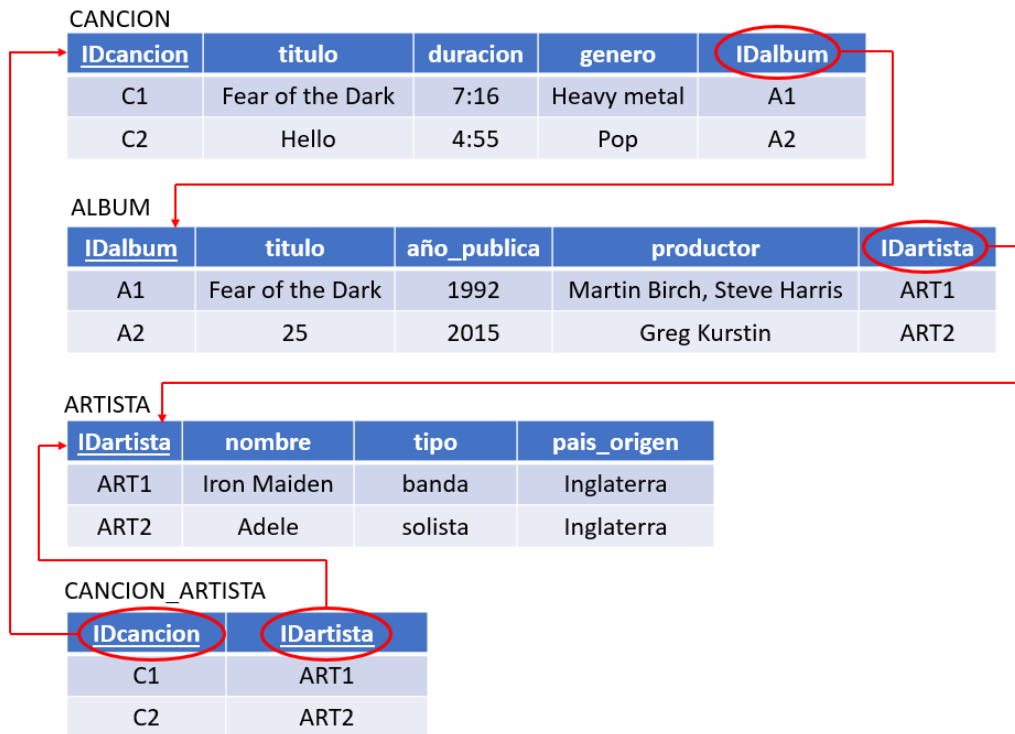 CANCION
IDcancion titulo duracion genero IDalbum
C1 Fear of the Dark 7:16 Heavy metal A1
C2 Hello 4:55 Pop A2
ALBUM
IDalbum titulo año_publica productor IDartista
A1 Fear of the Dark 1992 Martin Birch, Steve Harris ART1
A2 25 2015 Greg Kurstin ART2
ARTISTA
IDartista nombre tipo pais_origen
ART1 Iron Maiden banda Inglaterra
ART2 Adele solista Inglaterra
CANCION_ARTISTA
IDcancion IDartista
C1 ART1
C2 ART2